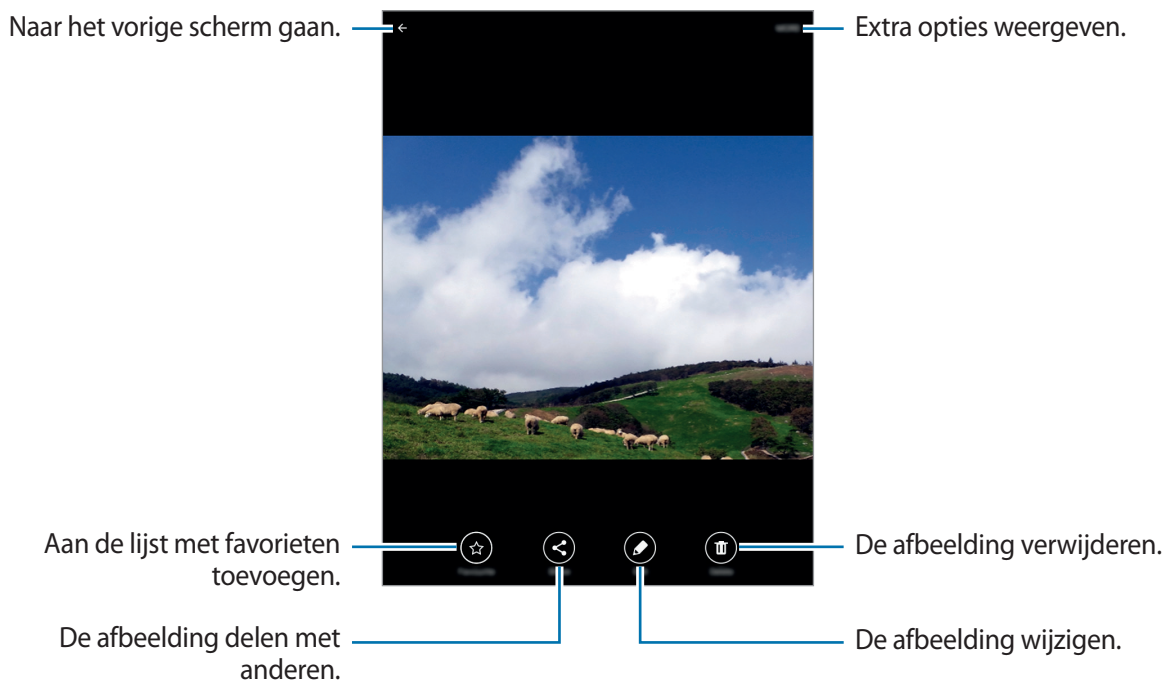 Naar het vorige scherm gaan.
Extra opties weergeven.
Aan de lijst met favorieten
toevoegen.
De afbeelding verwijderen.
De afbeelding delen met
anderen.
De afbeelding wijzigen.